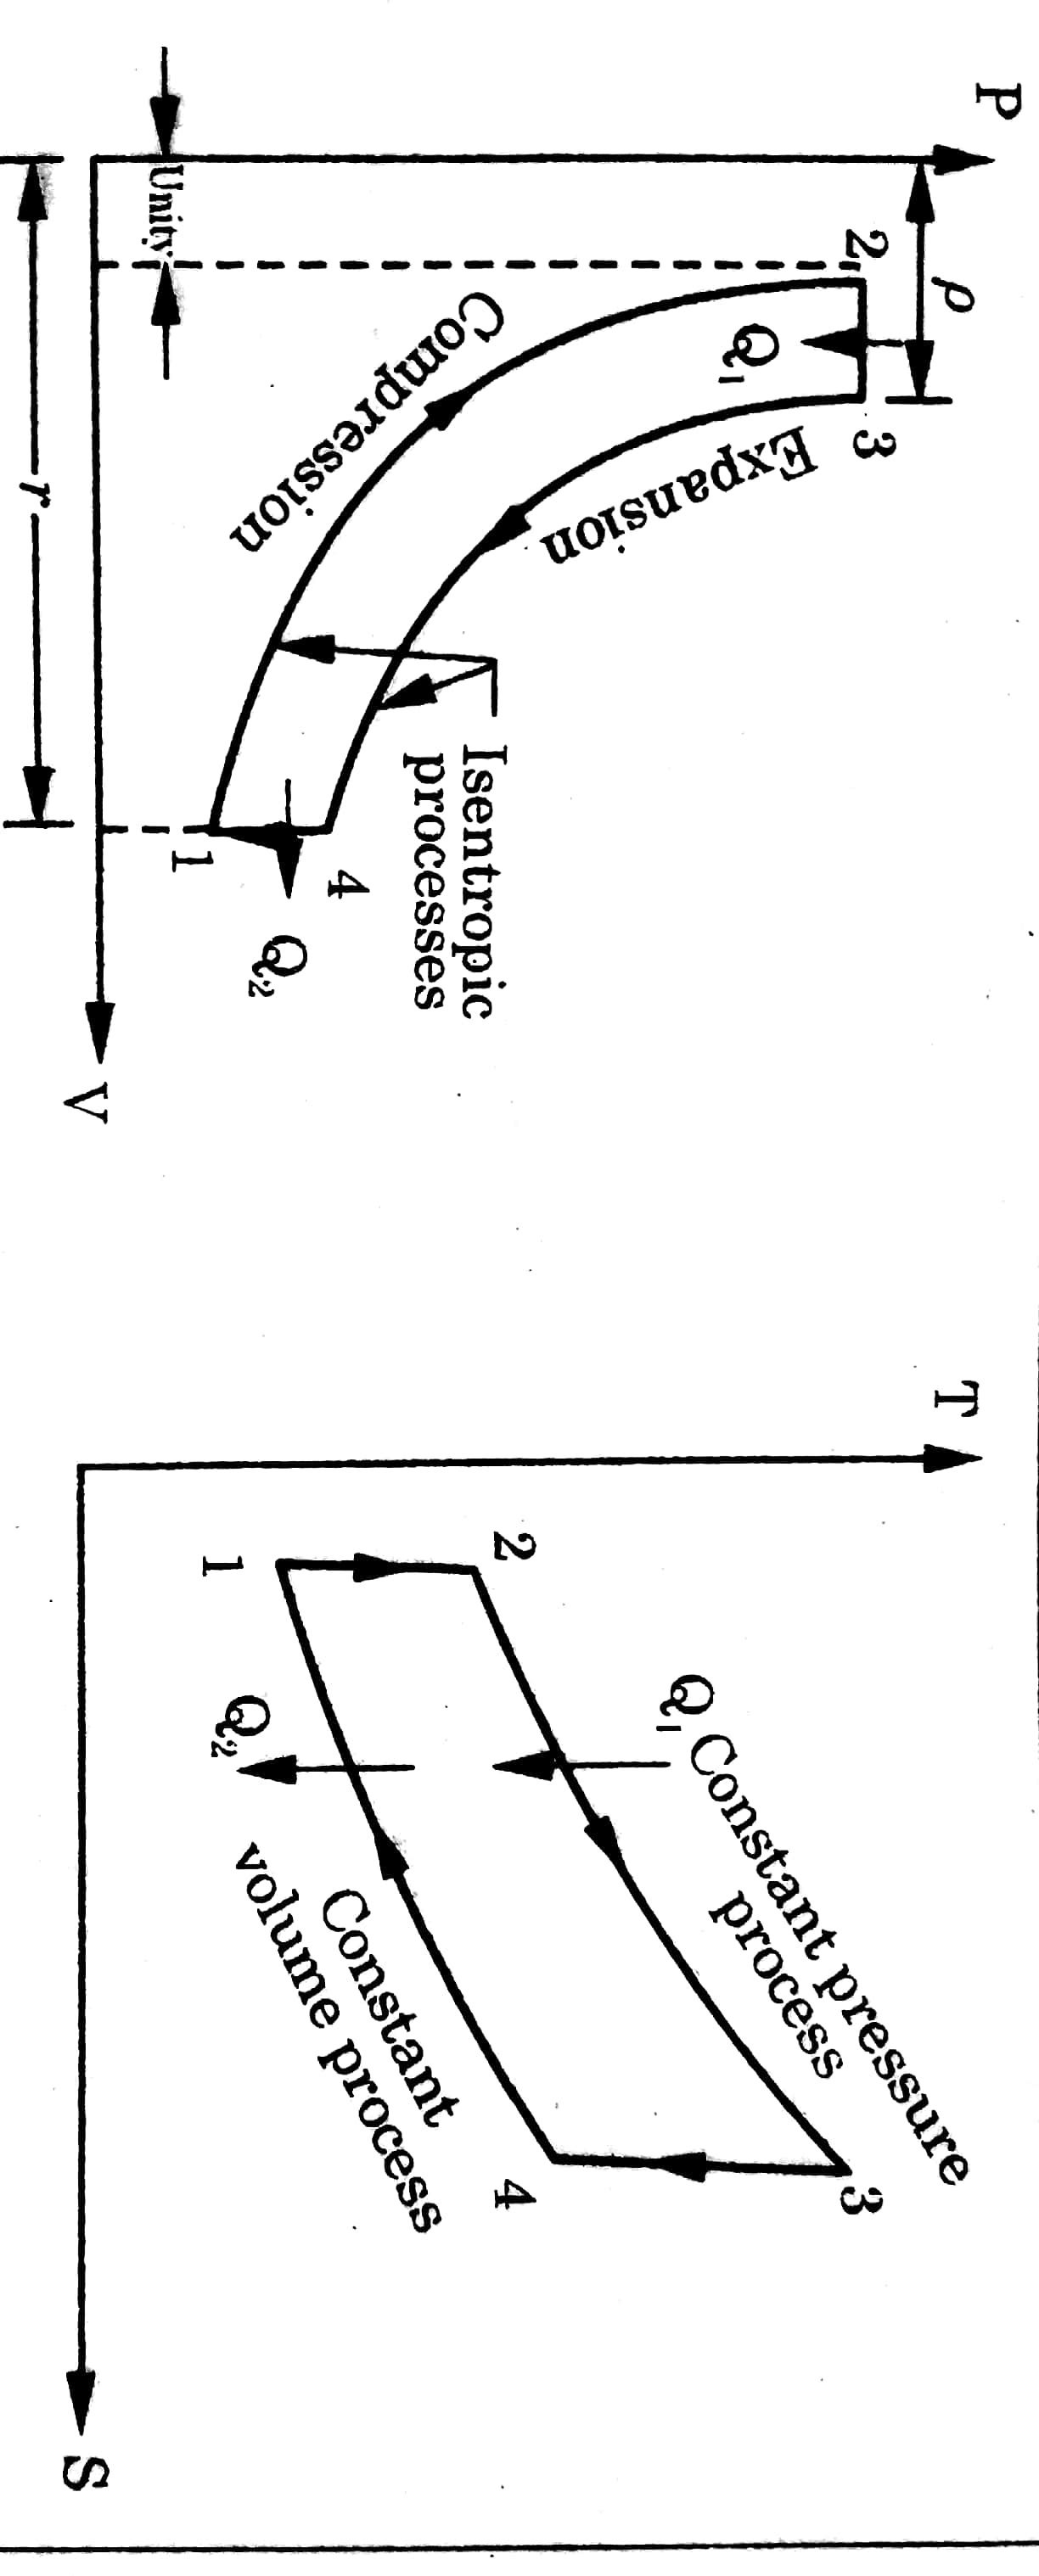 P
ρ
2
3
Q₁
Unity
Compression
Expansion
Isentropic
processes
4
1
Q₂
V
r
T
2
3
Q₁
Constant pressure
process
1
4
Q₂
Constant
volume process
S